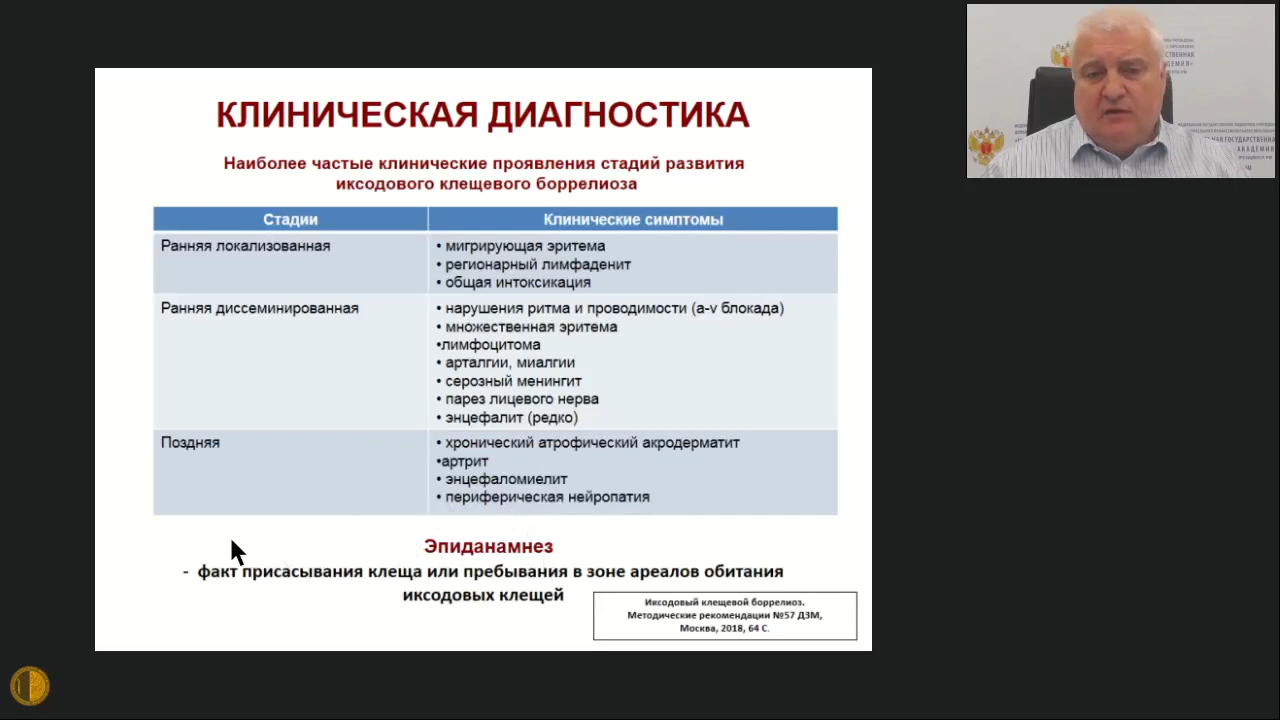 КЛИНИЧЕСКАЯ ДИАГНОСТИКА
Наиболее частые клинические проявления стадий развития
иксодового клещевого боррелиоза
Стадии
Клинические симптомы
Ранняя локализованная
• мигрирующая эритема
• регионарный лимфаденит
• общая интоксикация
Ранняя диссеминированная
• нарушения ритма и проводимости (a-v блокада)
• множественная эритема
•лимфоцитома
• арталгии, миалгии
• серозный менингит
• парез лицевого нерва
• энцефалит (редко)
Поздняя
• хронический атрофический акродерматит
•артрит
• энцефаломиелит
• периферическая нейропатия
Эпиданамнез
- факт присасывания клеща или пребывания в зоне ареалов обитания
иксодовых клещей
Иксодовый клещевой боррелиоз.
Методические рекомендации №57 ДЗМ,
Москва, 2018, 64 С.